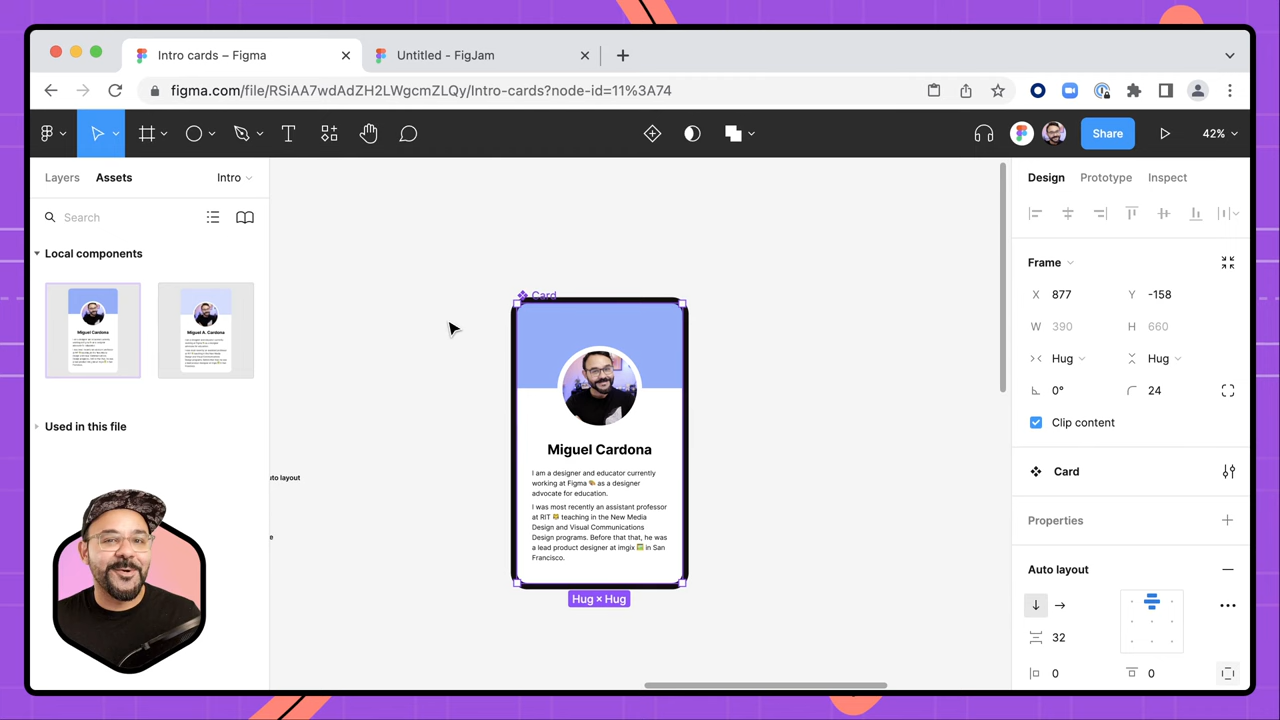 Intro cards – Figma
Untitled - FigJam
figma.com/file/RSiAA7wdAdZH2LWgcmZLQy/Intro-cards?node-id=11%3A74
Share
42%
Layers
Assets
Intro
Search
Local components
Miguel Cardona
Miguel A. Cardona
Used in this file
uto layout
e
Card
Miguel Cardona
I am a designer and educator currently
working at Figma 🎨 as a designer
advocate for education.
I was most recently an assistant professor
at RIT 🐯 teaching in the New Media
Design and Visual Communications
Design programs. Before that that, he was
a lead product designer at imgix 🌉 in San
Francisco.
Hug × Hug
Design
Prototype
Inspect
Frame
X 877
Y -158
W 390
H 660
Hug
Hug
0°
24
Clip content
Card
Properties
Auto layout
32
0
0